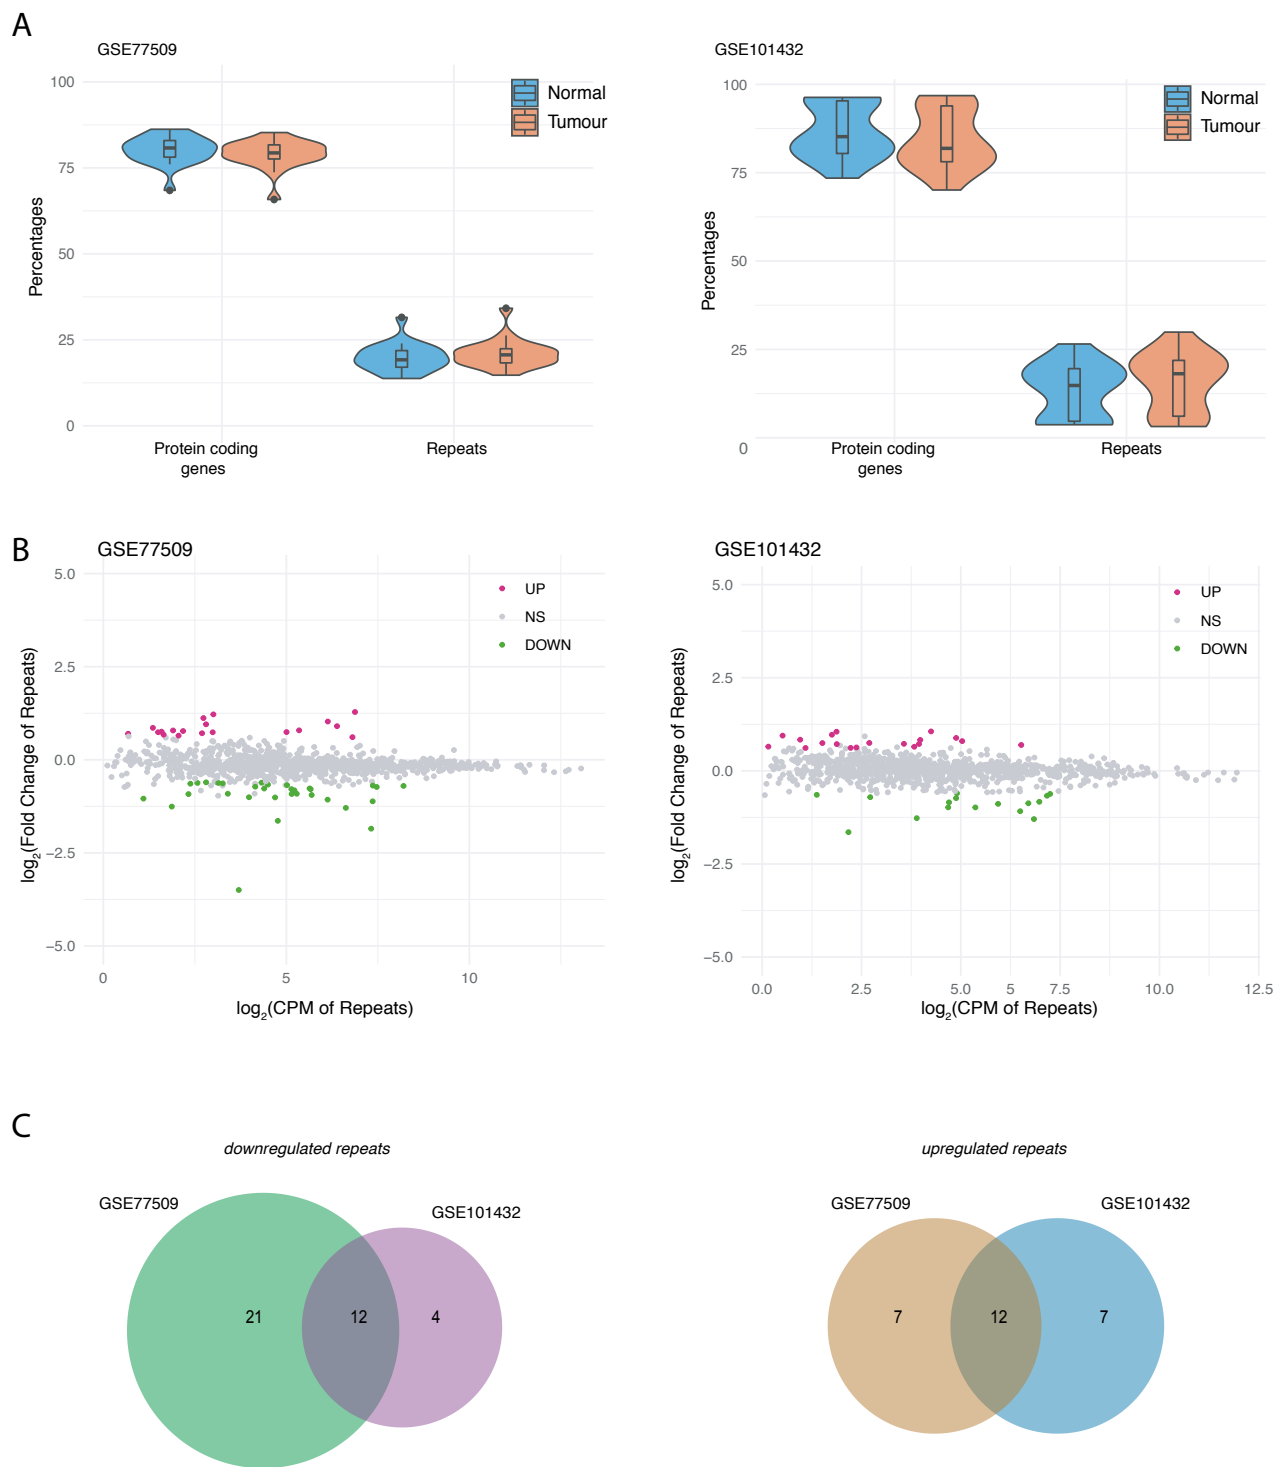 A
GSE77509
100
75
50
25
0
Percentages
Normal
Tumour
Protein coding
genes
Repeats
GSE101432
100
75
50
25
0
Percentages
Normal
Tumour
Protein coding
genes
Repeats
B
GSE77509
5.0
2.5
0.0
−2.5
−5.0
log2(Fold Change of Repeats)
UP
NS
DOWN
0
5
10
log2(CPM of Repeats)
GSE101432
5.0
2.5
0.0
−2.5
−5.0
log2(Fold Change of Repeats)
UP
NS
DOWN
0.0
2.5
5.0
5
7.5
10.0
12.5
log2(CPM of Repeats)
C
downregulated repeats
GSE77509
GSE101432
21
12
4
upregulated repeats
GSE77509
GSE101432
7
12
7